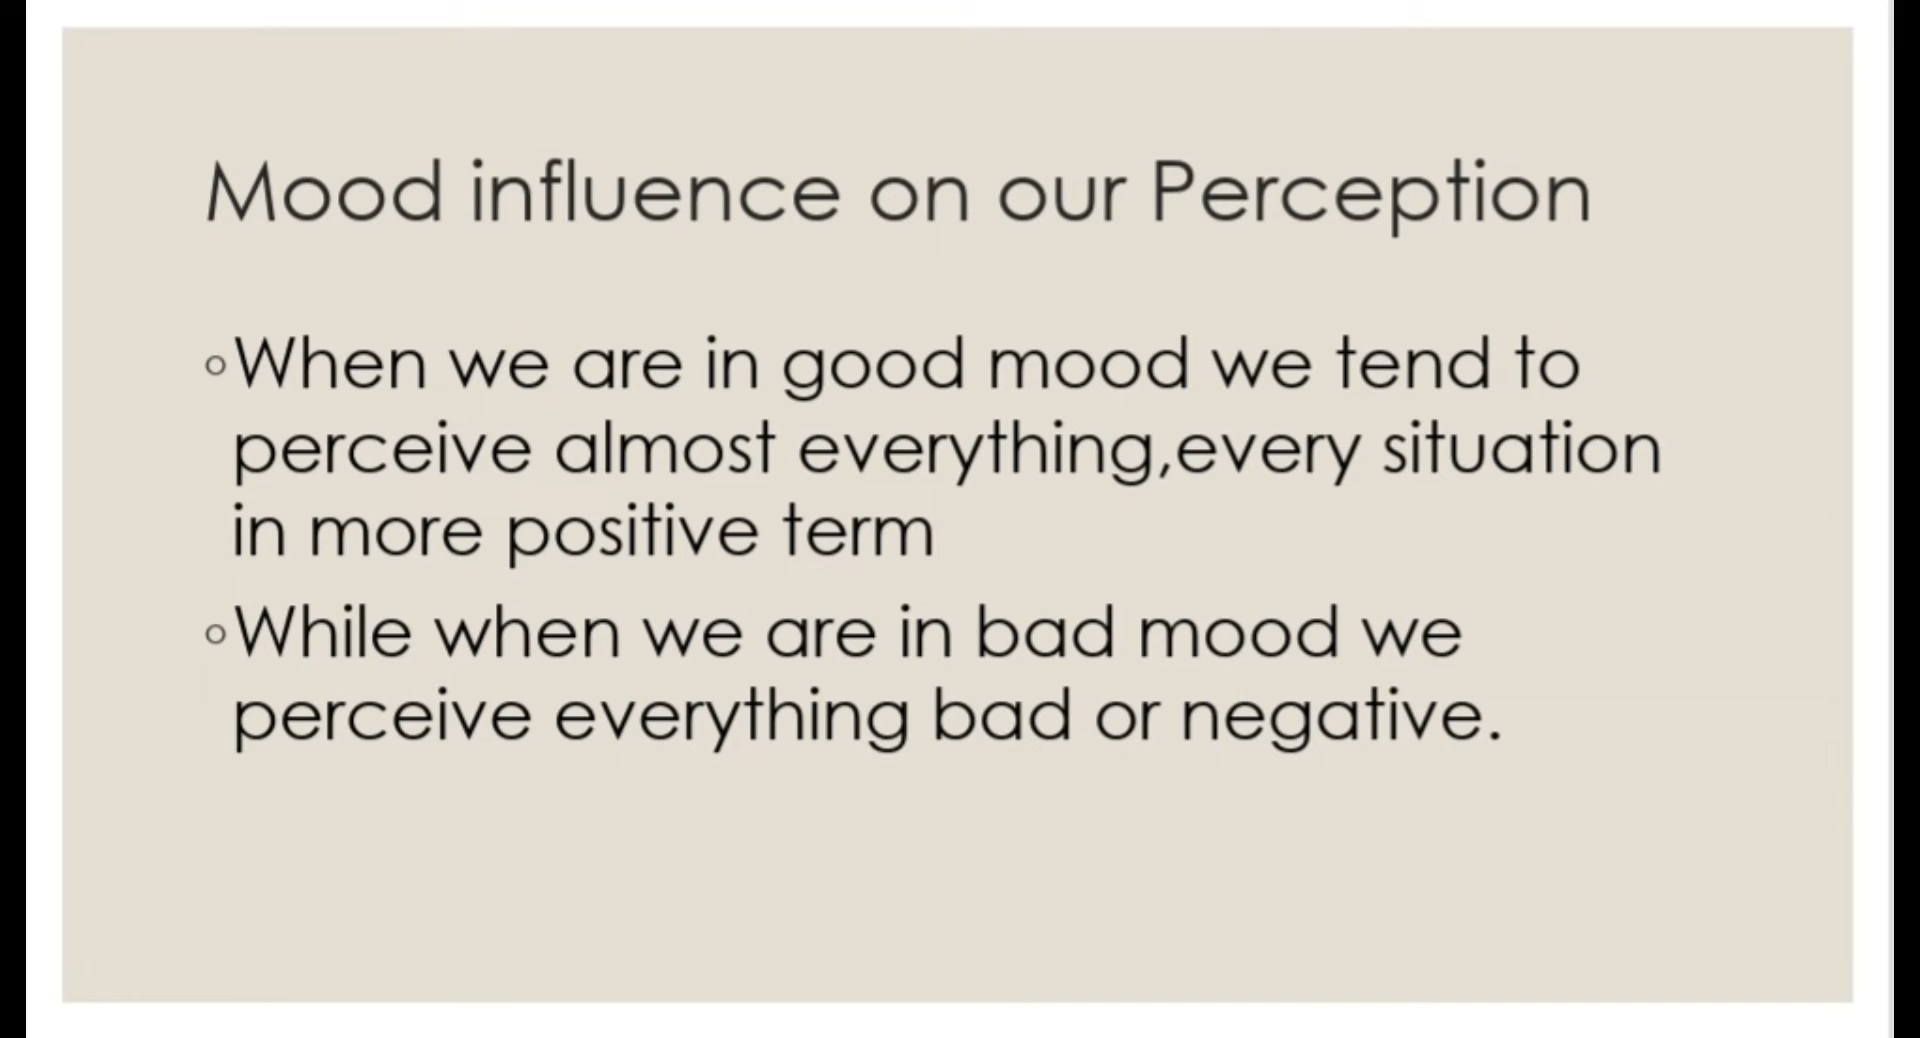 Mood influence on our Perception
◦When we are in good mood we tend to
perceive almost everything,every situation
in more positive term
◦While when we are in bad mood we
perceive everything bad or negative.